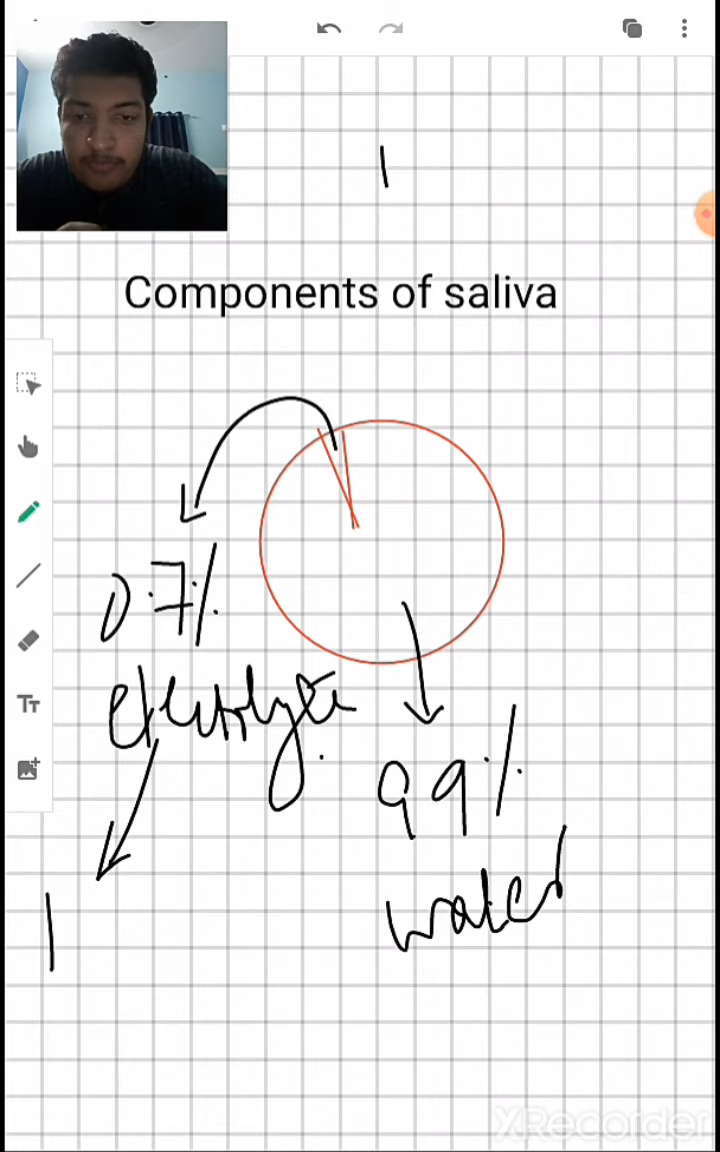 Components of saliva
0.7%
electrolyte
99%
water
XRecorder